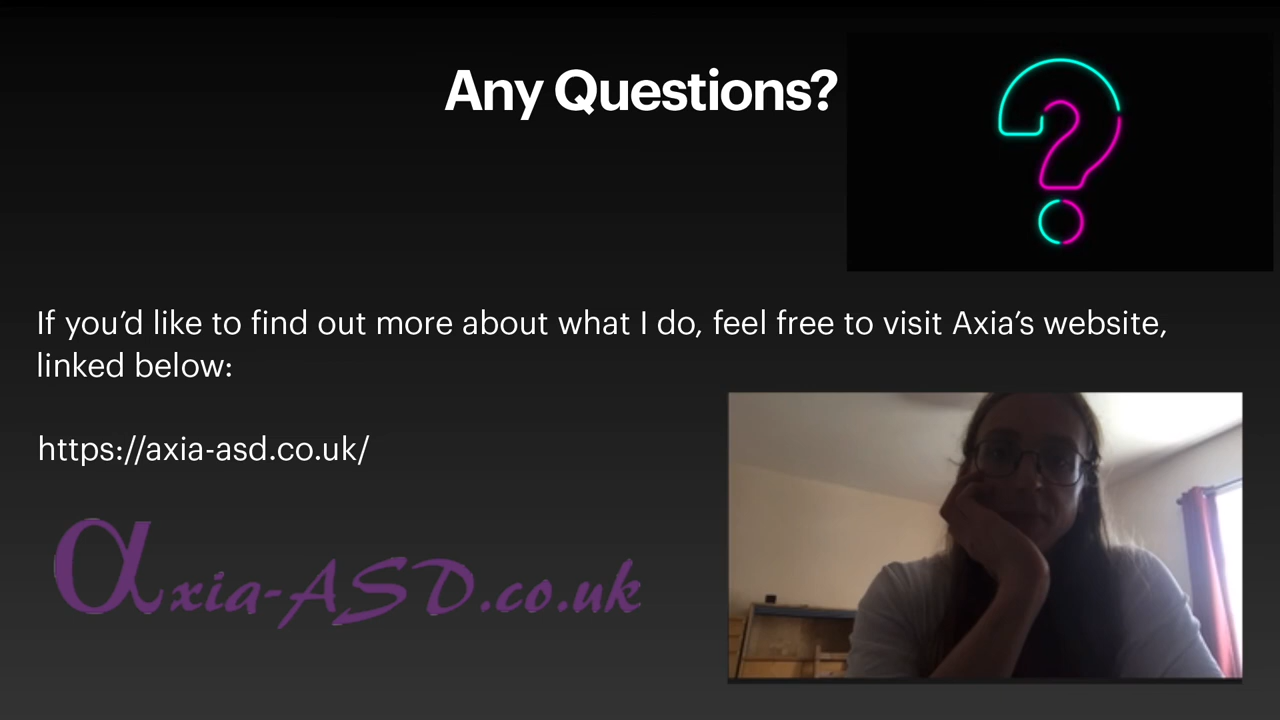 Any Questions?
If you’d like to find out more about what I do, feel free to visit Axia’s website,
linked below:
https://axia-asd.co.uk/
αxia-ASD.co.uk